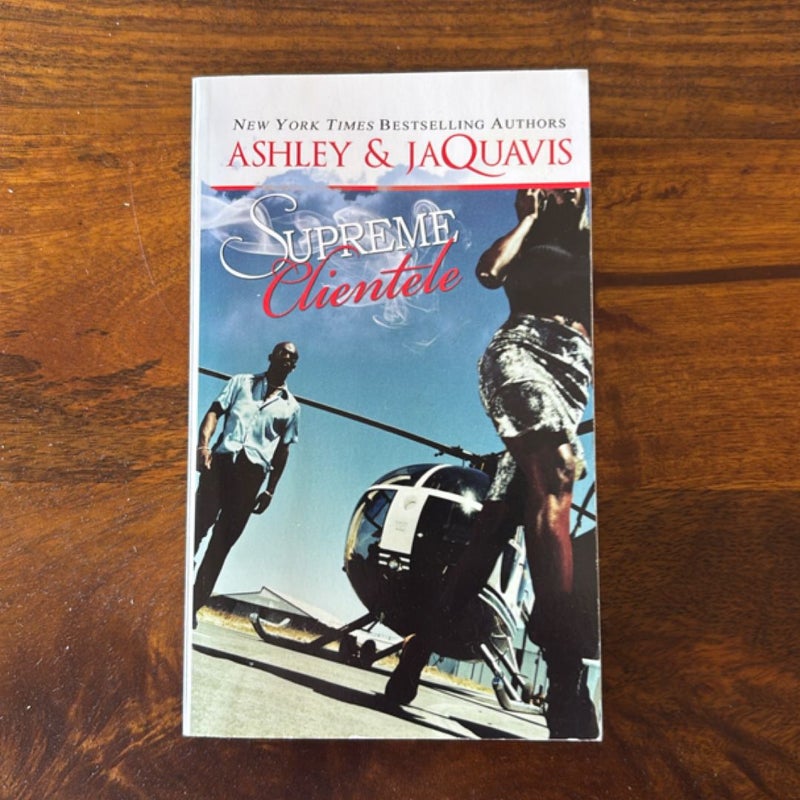 NEW YORK TIMES BESTSELLING AUTHORS
ASHLEY & JAQUAVIS
SUPREME
Clientele